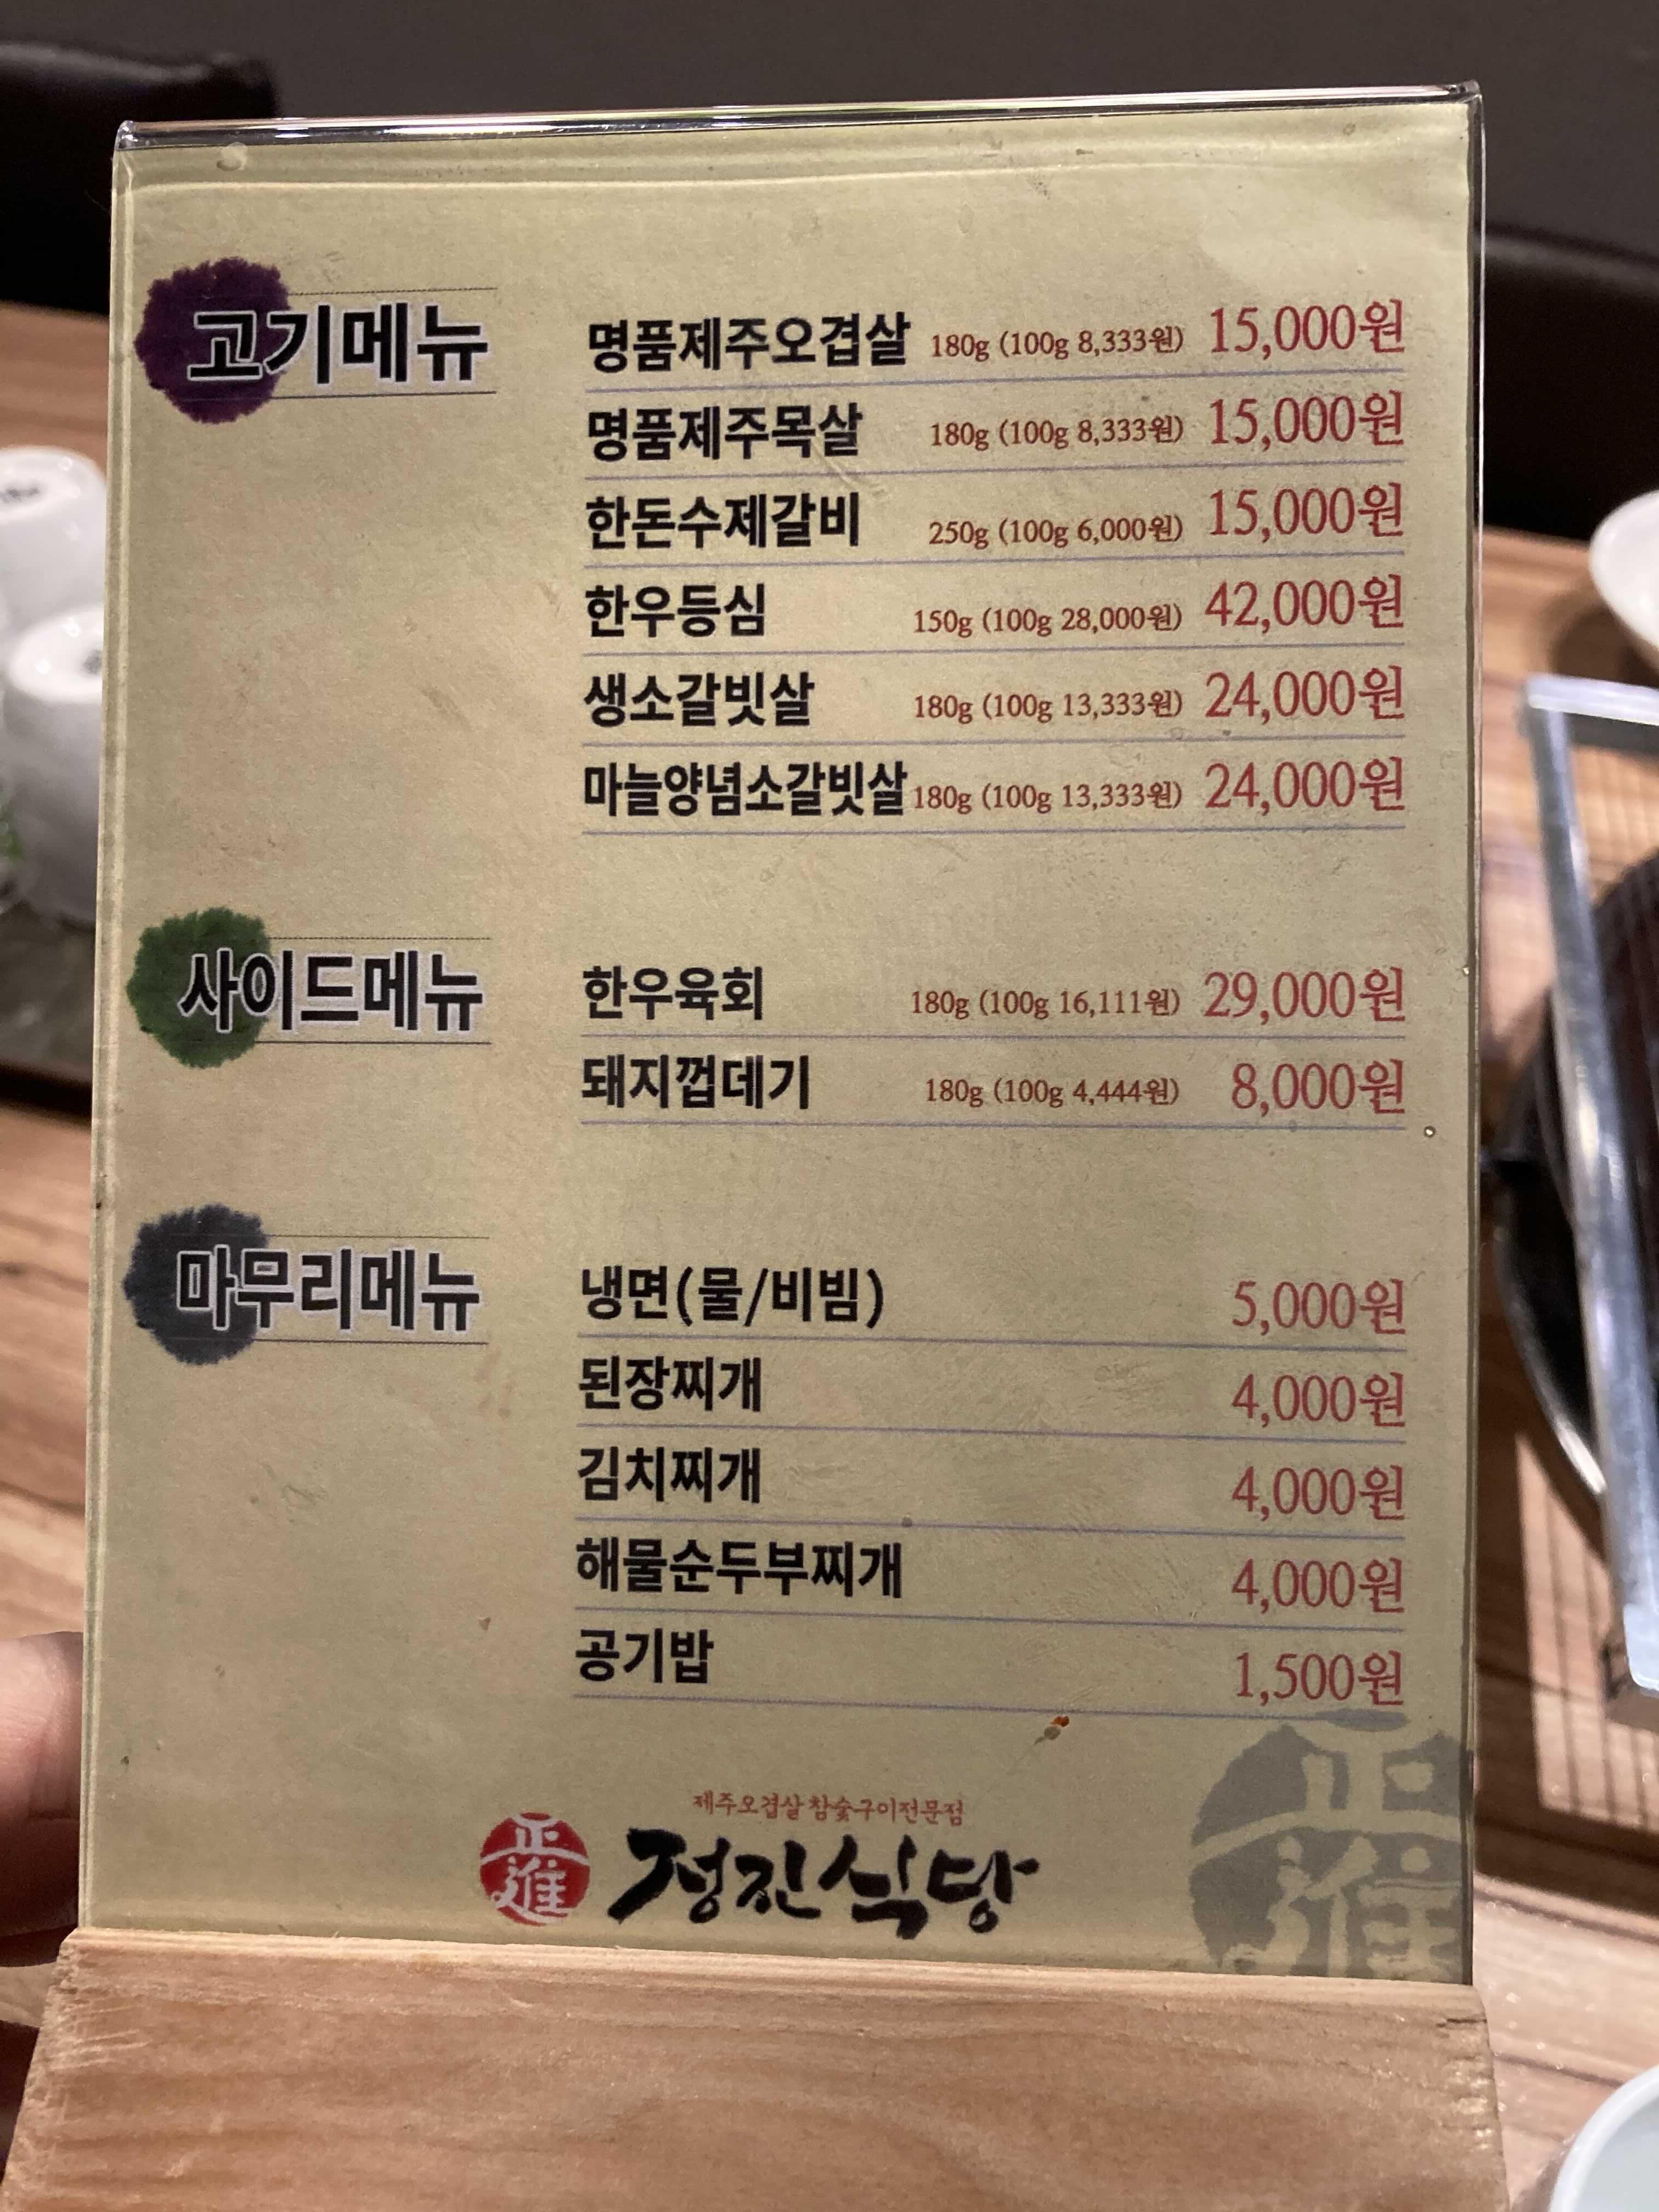 고기메뉴
명품제주오겹살 180g (100g 8,333원) 15,000원
명품제주목살 180g (100g 8,333원) 15,000원
한돈수제갈비 250g (100g 6,000원) 15,000원
한우등심 150g (100g 28,000원) 42,000원
생소갈빗살 180g (100g 13,333원) 24,000원
마늘양념소갈빗살 180g (100g 13,333원) 24,000원
사이드메뉴
한우육회 180g (100g 16,111원) 29,000원
돼지껍데기 180g (100g 4,444원) 8,000원
마무리메뉴
냉면(물/비빔) 5,000원
된장찌개 4,000원
김치찌개 4,000원
해물순두부찌개 4,000원
공기밥 1,500원
제주오겹살 참숯구이전문점
正進 정진식당
正進